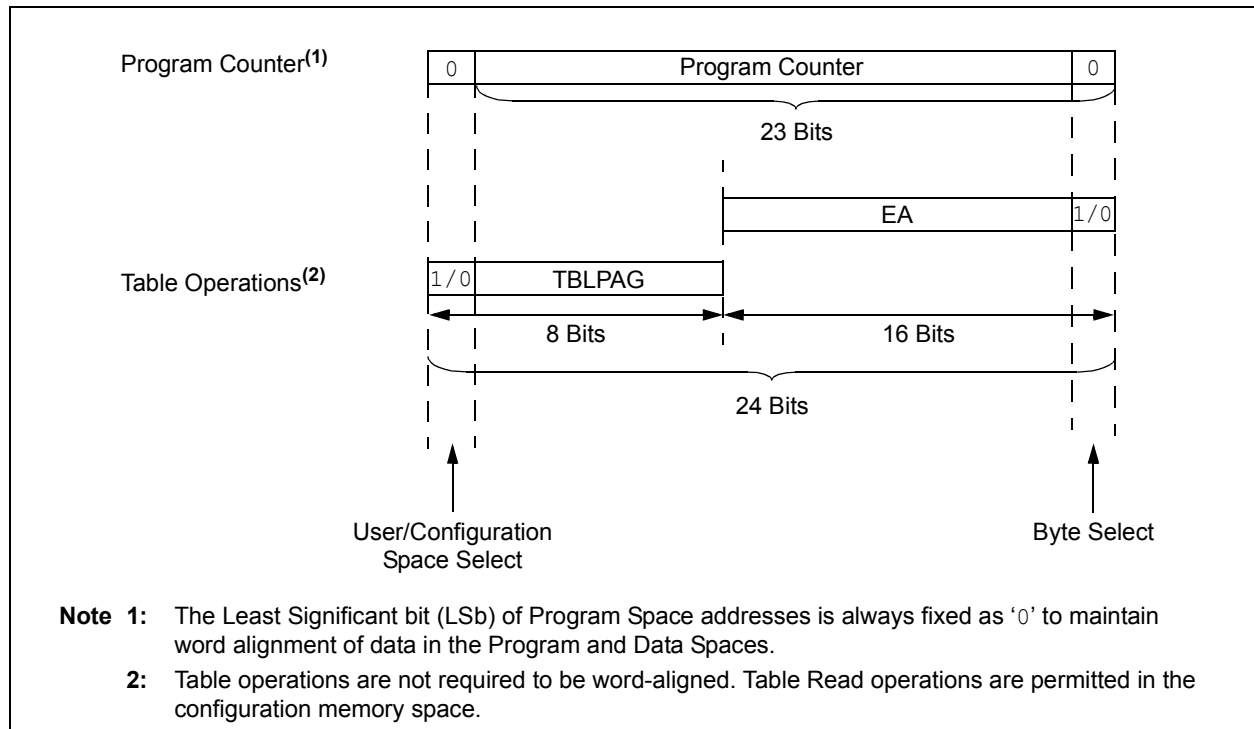 Program Counter(1)
0
Program Counter
0
23 Bits
EA
1/0
Table Operations(2)
1/0
TBLPAG
8 Bits
16 Bits
24 Bits
User/Configuration
Space Select
Byte Select
Note 1: The Least Significant bit (LSb) of Program Space addresses is always fixed as ‘0’ to maintain
word alignment of data in the Program and Data Spaces.
2: Table operations are not required to be word-aligned. Table Read operations are permitted in the
configuration memory space.